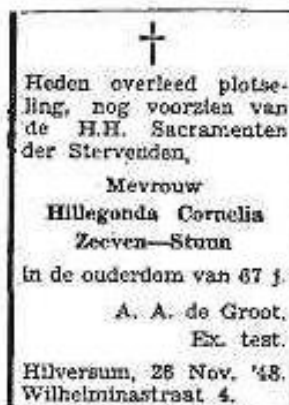 Heden overleed plotse-
ling, nog voorzien van
de H.H. Sacramenten
der Stervenden,
Mevrouw
Hillegonda Cornelia
Zeeven—Stuun
in de ouderdom van 67 j.
A. A. de Groot,
Ex. test.
Hilversum, 26 Nov. '48.
Wilhelminastraat 4.